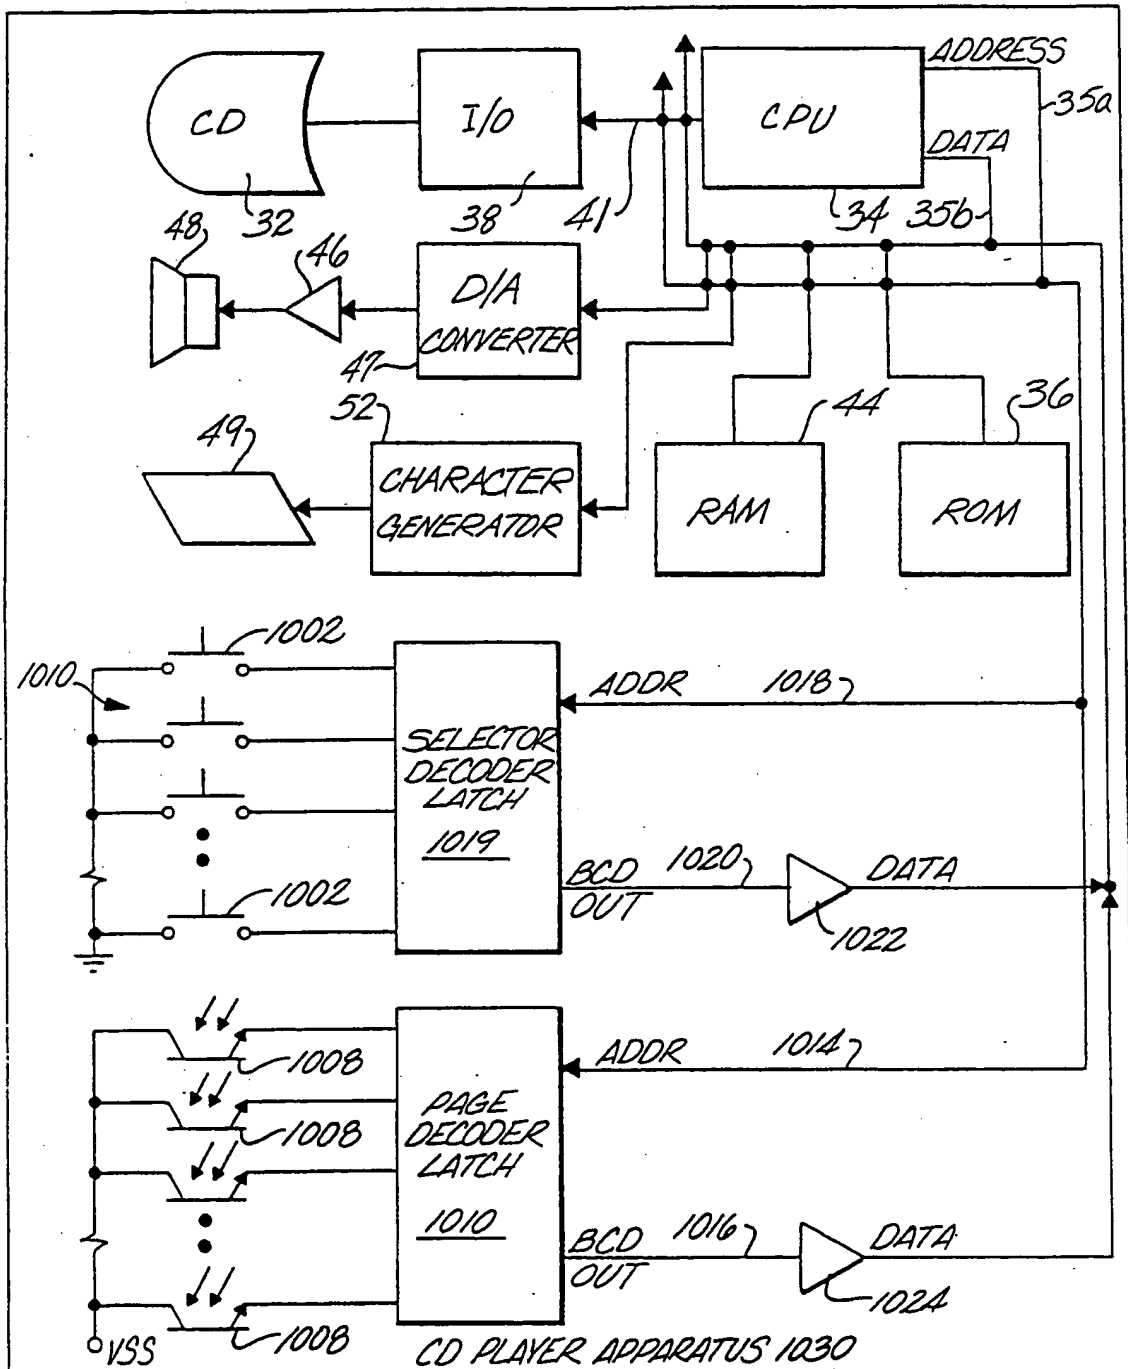 ADDRESS
CD
I/O
CPU
35a
DATA
32
38
41
34
35b
48
46
D/A
CONVERTER
47
52
44
36
49
CHARACTER
GENERATOR
RAM
ROM
1002
1010
ADDR
1018
SELECTOR
DECODER
LATCH
1019
BCD
OUT
1020
DATA
1002
1022
1008
ADDR
1014
PAGE
DECODER
LATCH
1008
1010
BCD
OUT
1016
DATA
1024
1008
VSS
CD PLAYER APPARATUS 1030